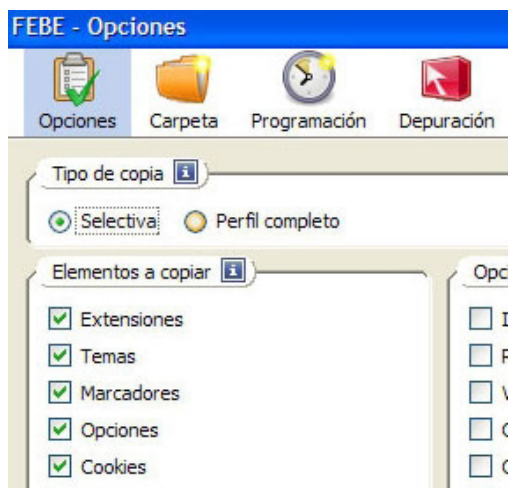 FEBE - Opciones
Opciones Carpeta Programación Depuración
Tipo de copia
Selectiva Perfil completo
Elementos a copiar
Extensiones
Temas
Marcadores
Opciones
Cookies